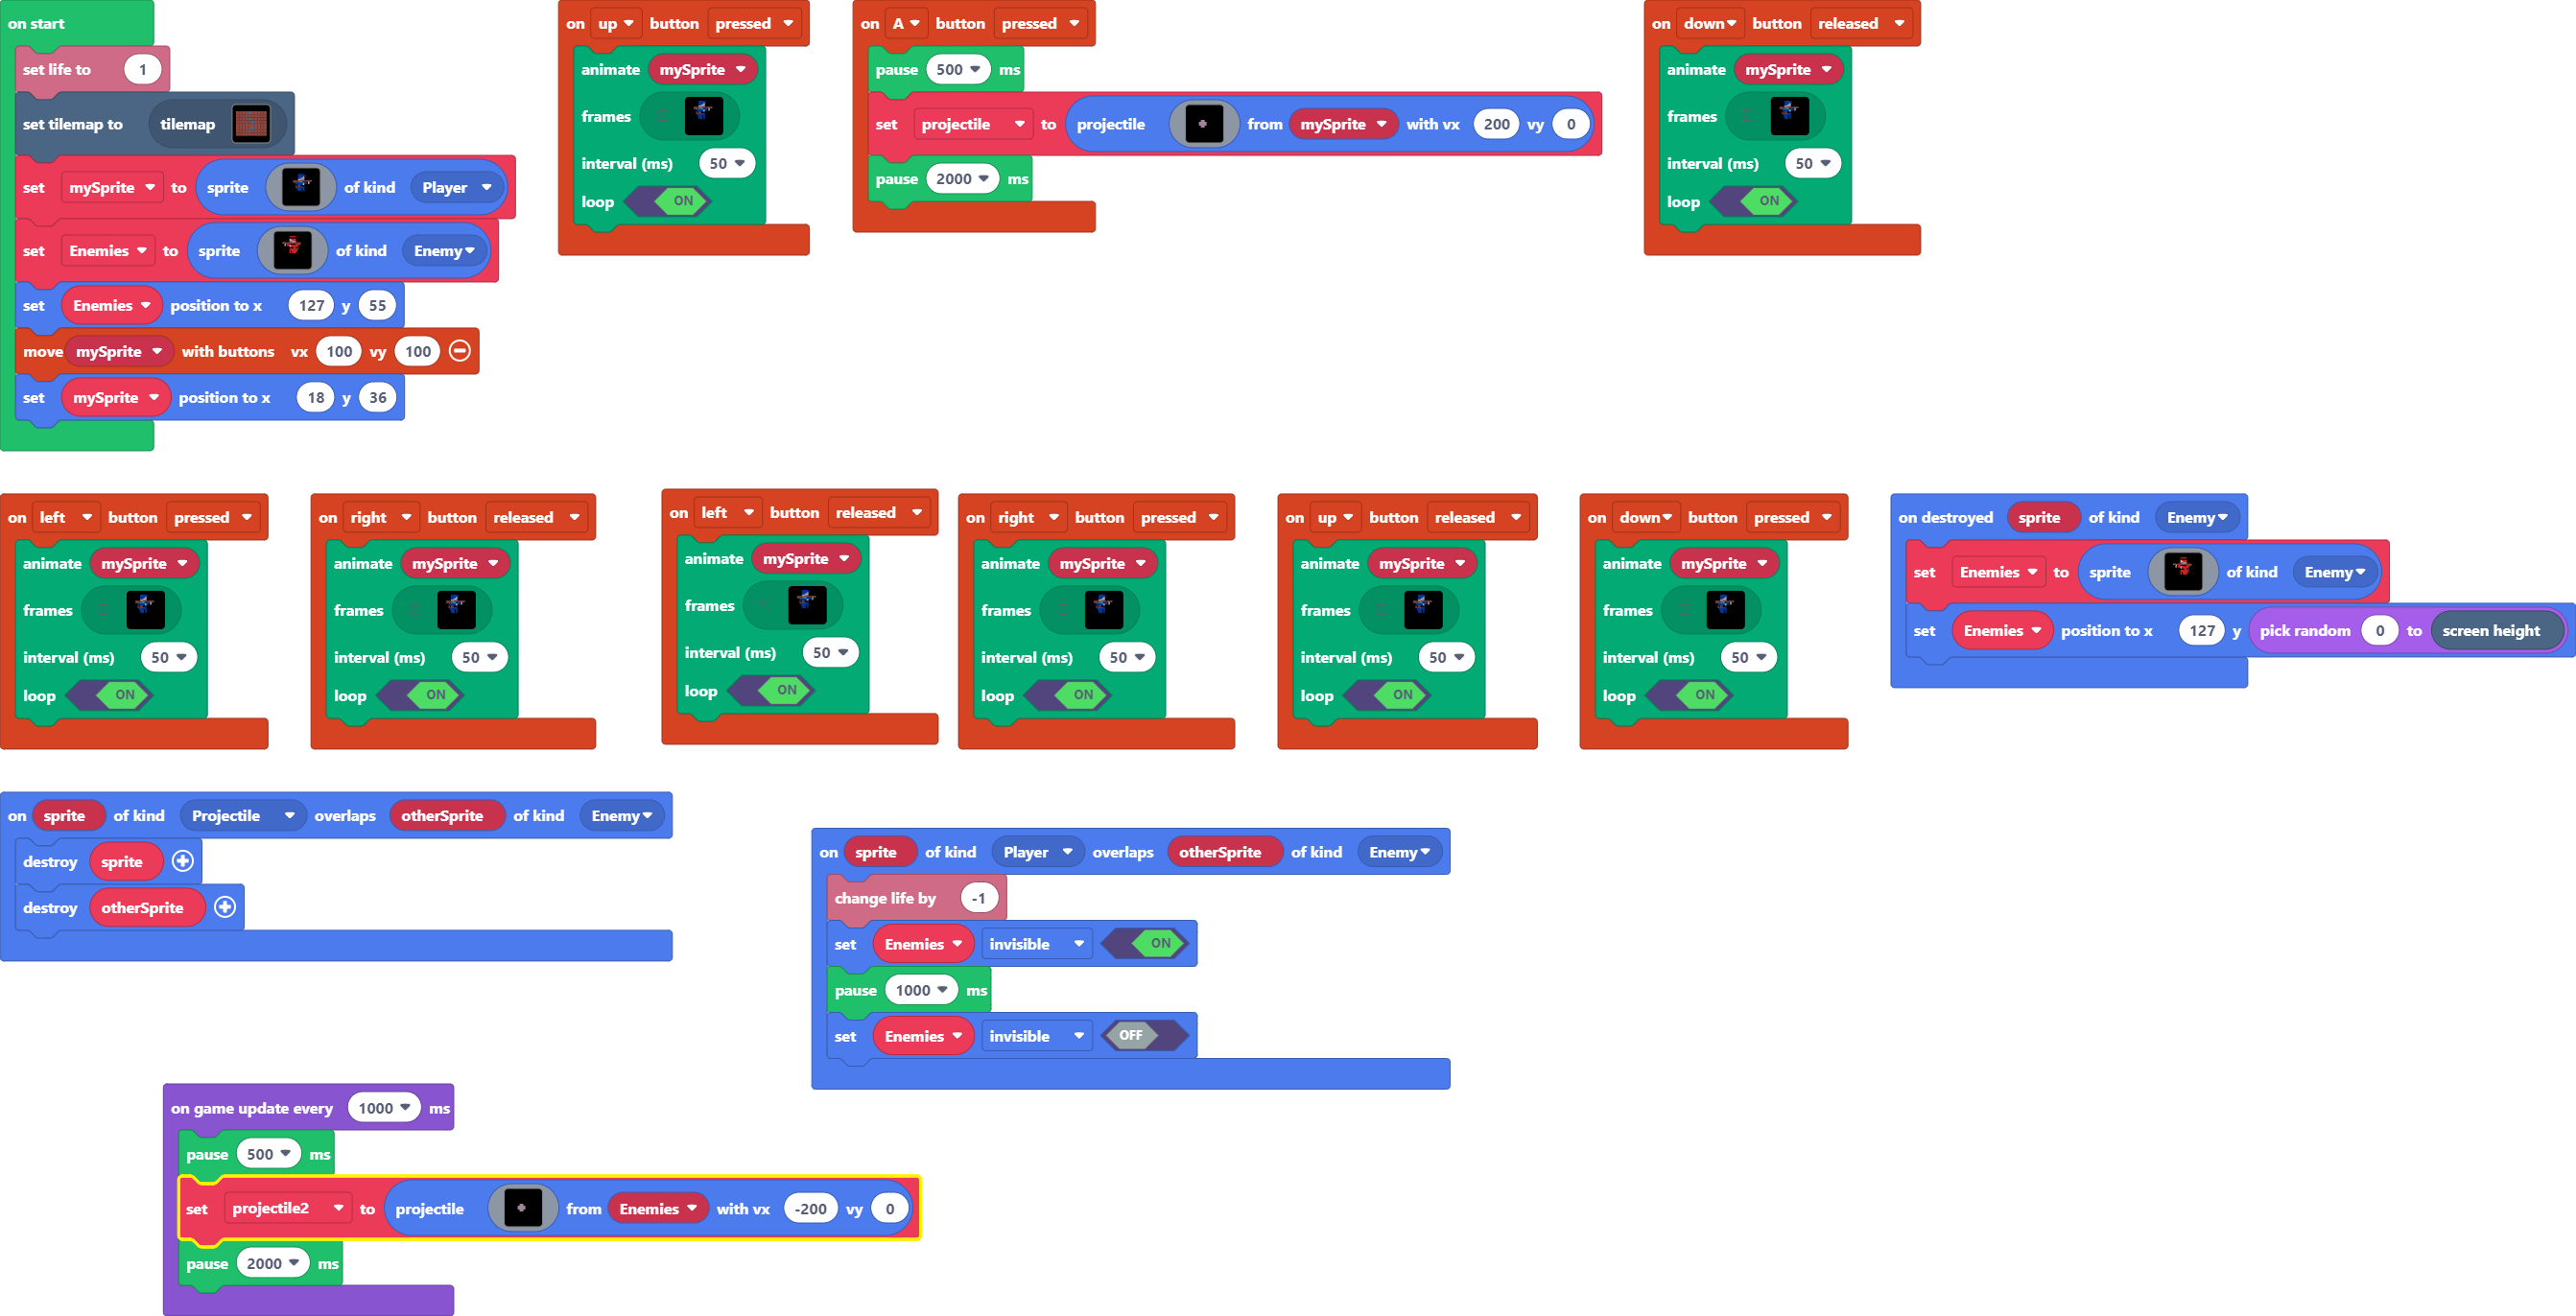 on start
set life to 1
set tilemap to tilemap
set mySprite to sprite of kind Player
set Enemies to sprite of kind Enemy
set Enemies position to x 127 y 55
move mySprite with buttons vx 100 vy 100
set mySprite position to x 18 y 36
on up button pressed
animate mySprite
frames
interval (ms) 50
loop ON
on A button pressed
pause 500 ms
set projectile to projectile from mySprite with vx 200 vy 0
pause 2000 ms
on down button released
animate mySprite
frames
interval (ms) 50
loop ON
on left button pressed
animate mySprite
frames
interval (ms) 50
loop ON
on right button released
animate mySprite
frames
interval (ms) 50
loop ON
on left button released
animate mySprite
frames
interval (ms) 50
loop ON
on right button pressed
animate mySprite
frames
interval (ms) 50
loop ON
on up button released
animate mySprite
frames
interval (ms) 50
loop ON
on down button pressed
animate mySprite
frames
interval (ms) 50
loop ON
on destroyed sprite of kind Enemy
set Enemies to sprite of kind Enemy
set Enemies position to x 127 y pick random 0 to screen height
on sprite of kind Projectile overlaps otherSprite of kind Enemy
destroy sprite
destroy otherSprite
on sprite of kind Player overlaps otherSprite of kind Enemy
change life by -1
set Enemies invisible ON
pause 1000 ms
set Enemies invisible OFF
on game update every 1000 ms
pause 500 ms
set projectile2 to projectile from Enemies with vx -200 vy 0
pause 2000 ms